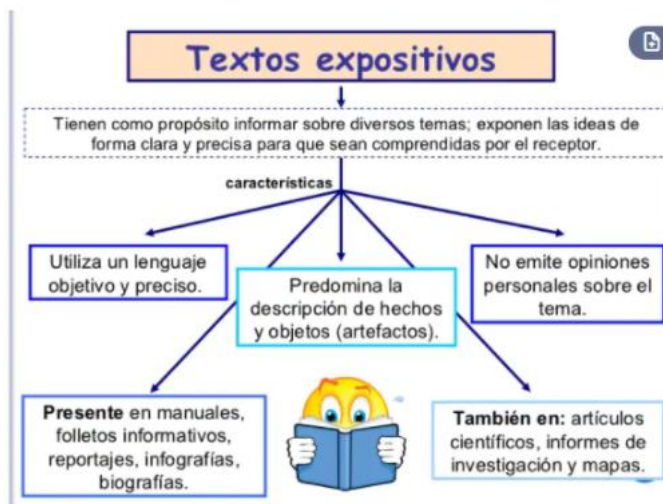 Textos expositivos
Tienen como propósito informar sobre diversos temas; exponen las ideas de
forma clara y precisa para que sean comprendidas por el receptor.
características
Utiliza un lenguaje
objetivo y preciso.
Predomina la
descripción de hechos
y objetos (artefactos).
No emite opiniones
personales sobre el
tema.
Presente en manuales,
folletos informativos,
reportajes, infografías,
biografías.
También en: artículos
científicos, informes de
investigación y mapas.